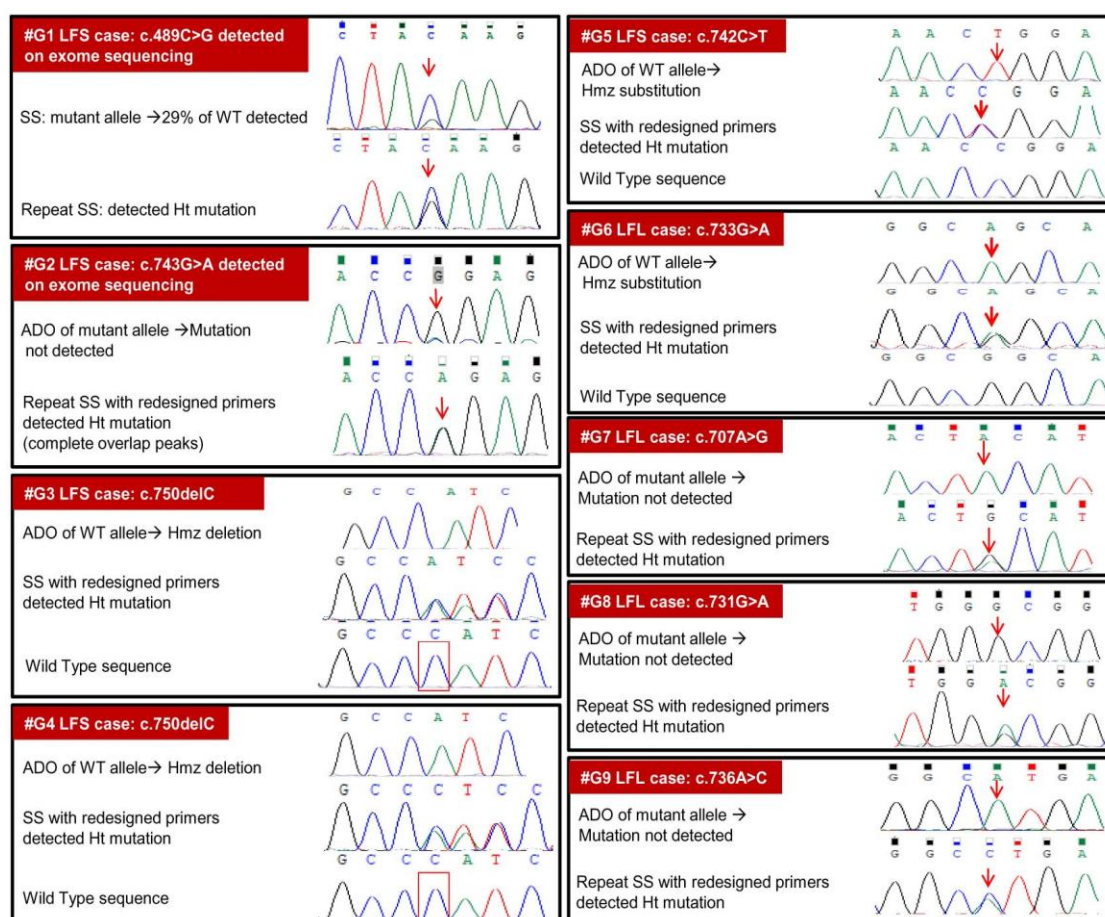 #G1 LFS case: c.489C>G detected
on exome sequencing
C T A C A A G
SS: mutant allele →29% of WT detected
C T A C A A G
Repeat SS: detected Ht mutation
#G2 LFS case: c.743G>A detected
on exome sequencing
A C C G G A G
ADO of mutant allele →Mutation
not detected
A C C A G A G
Repeat SS with redesigned primers
detected Ht mutation
(complete overlap peaks)
#G3 LFS case: c.750delC
G C C A T C
ADO of WT allele→ Hmz deletion
G C C A T C C
SS with redesigned primers
detected Ht mutation
G C C C A T C
Wild Type sequence
#G4 LFS case: c.750delC
G C C A T C
ADO of WT allele→ Hmz deletion
G C C C T C C
SS with redesigned primers
detected Ht mutation
G C C C A T C
Wild Type sequence
#G5 LFS case: c.742C>T
A A C T G G A
ADO of WT allele→
Hmz substitution
A A C C G G A
SS with redesigned primers
detected Ht mutation
A A C C G G A
Wild Type sequence
#G6 LFL case: c.733G>A
G G C A G C A
ADO of WT allele→
Hmz substitution
G G C A G C A
SS with redesigned primers
detected Ht mutation
G G C G G C A
Wild Type sequence
#G7 LFL case: c.707A>G
A C T A C A T
ADO of mutant allele →
Mutation not detected
A C T G C A T
Repeat SS with redesigned primers
detected Ht mutation
#G8 LFL: c.731G>A
T G G G C G G
ADO of mutant allele →
Mutation not detected
T G G A C G G
Repeat SS with redesigned primers
detected Ht mutation
#G9 LFL case: c.736A>C
G G C A T G A
ADO of mutant allele →
Mutation not detected
G G C C T G A
Repeat SS with redesigned primers
detected Ht mutation